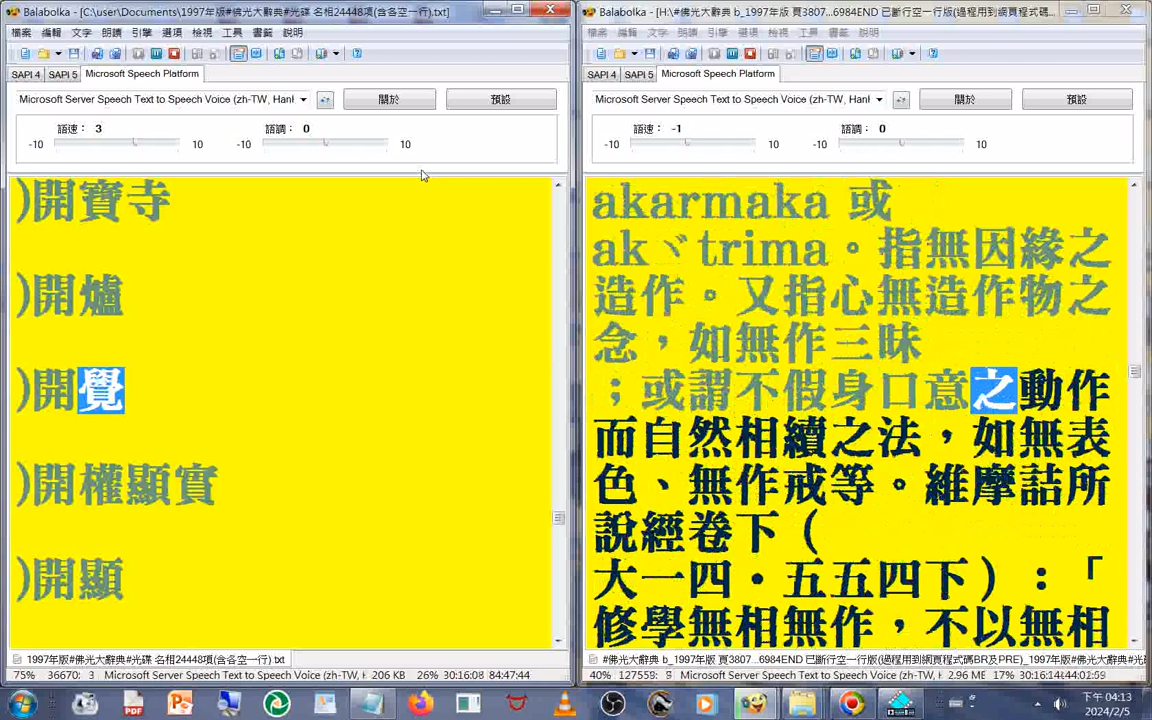 Balabolka - [C:\user\Documents\1997年版#佛光大辭典#光碟 名相24448項(含各空一行).txt]
檔案 編輯 文字 朗讀 引擎 選項 檢視 工具 書籤 說明
SAPI 4 SAPI 5 Microsoft Speech Platform
Microsoft Server Speech Text to Speech Voice (zh-TW, Hanl
關於 預設
語速： 3 語調： 0
-10 10 -10 10
)開寶寺
)開爐
)開覺
)開權顯實
)開顯
1997年版#佛光大辭典#光碟 名相24448項(含各空一行).txt
75% 36670: 3 Microsoft Server Speech Text to Speech Voice (zh-TW, H 206 KB 26% 30:16:08 84:47:44
Balabolka - [H:\#佛光大辭典 b_1997年版 頁3807...6984END 已斷行空一行版(過程用到網頁程式碼...
檔案 編輯 文字 朗讀 引擎 選項 檢視 工具 書籤 說明
SAPI 4 SAPI 5 Microsoft Speech Platform
Microsoft Server Speech Text to Speech Voice (zh-TW, Hanl
關於 預設
語速： -1 語調： 0
-10 10 -10 10
akarmaka 或
akヾtrima。指無因緣之
造作。又指心無造作物之
念，如無作三昧
；或謂不假身口意之動作
而自然相續之法，如無表
色、無作戒等。維摩詰所
說經卷下（
大一四‧五五四下）：「
修學無相無作，不以無相
#佛光大辭典 b_1997年版 頁3807...6984END 已斷行空一行版(過程用到網頁程式碼BR及PRE)_1997年版#佛光
40% 127559: Microsoft Server Speech Text to Speech Voice (zh-TW, H 2.96 ME 17% 30:16:14
下午 04:13
2024/2/5